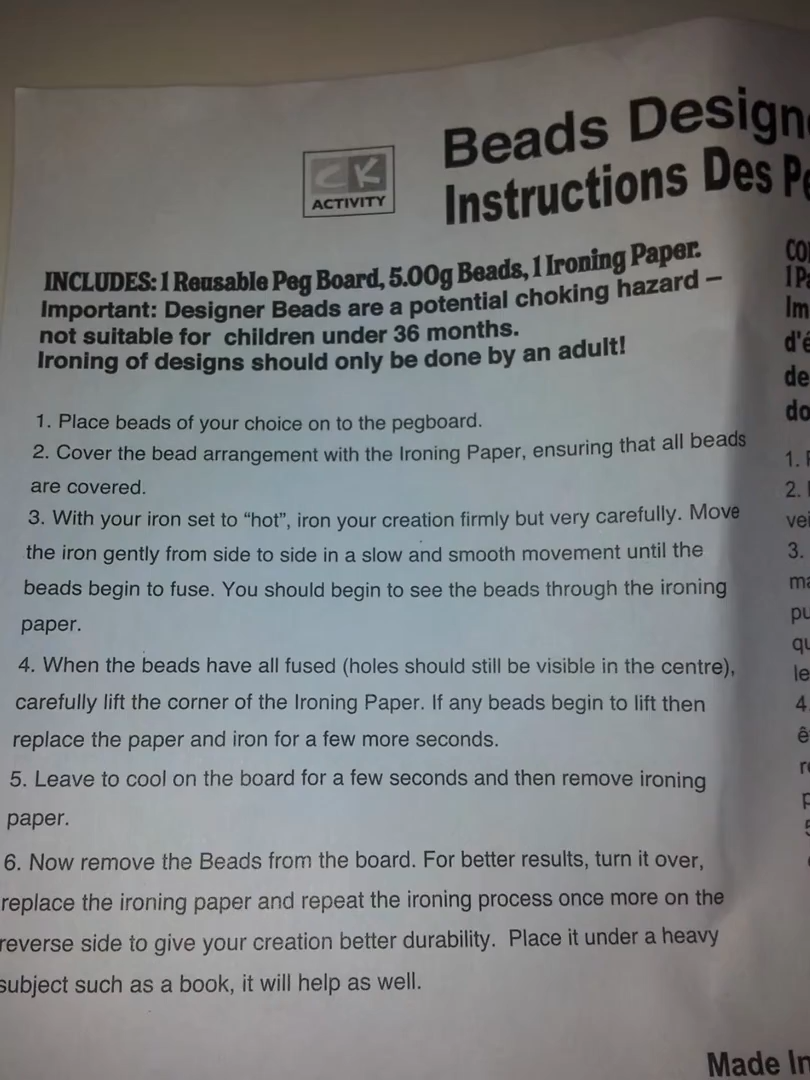 CK
ACTIVITY
Beads Design
Instructions Des
INCLUDES: 1 Reusable Peg Board, 5.00g Beads, 1 Ironing Paper.
Important: Designer Beads are a potential choking hazard –
not suitable for children under 36 months.
Ironing of designs should only be done by an adult!
1. Place beads of your choice on to the pegboard.
2. Cover the bead arrangement with the Ironing Paper, ensuring that all beads
are covered.
3. With your iron set to “hot”, iron your creation firmly but very carefully. Move
the iron gently from side to side in a slow and smooth movement until the
beads begin to fuse. You should begin to see the beads through the ironing
paper.
4. When the beads have all fused (holes should still be visible in the centre),
carefully lift the corner of the Ironing Paper. If any beads begin to lift then
replace the paper and iron for a few more seconds.
5. Leave to cool on the board for a few seconds and then remove ironing
paper.
6. Now remove the Beads from the board. For better results, turn it over,
replace the ironing paper and repeat the ironing process once more on the
reverse side to give your creation better durability. Place it under a heavy
subject such as a book, it will help as well.
Made In
1.
2.
3.
4